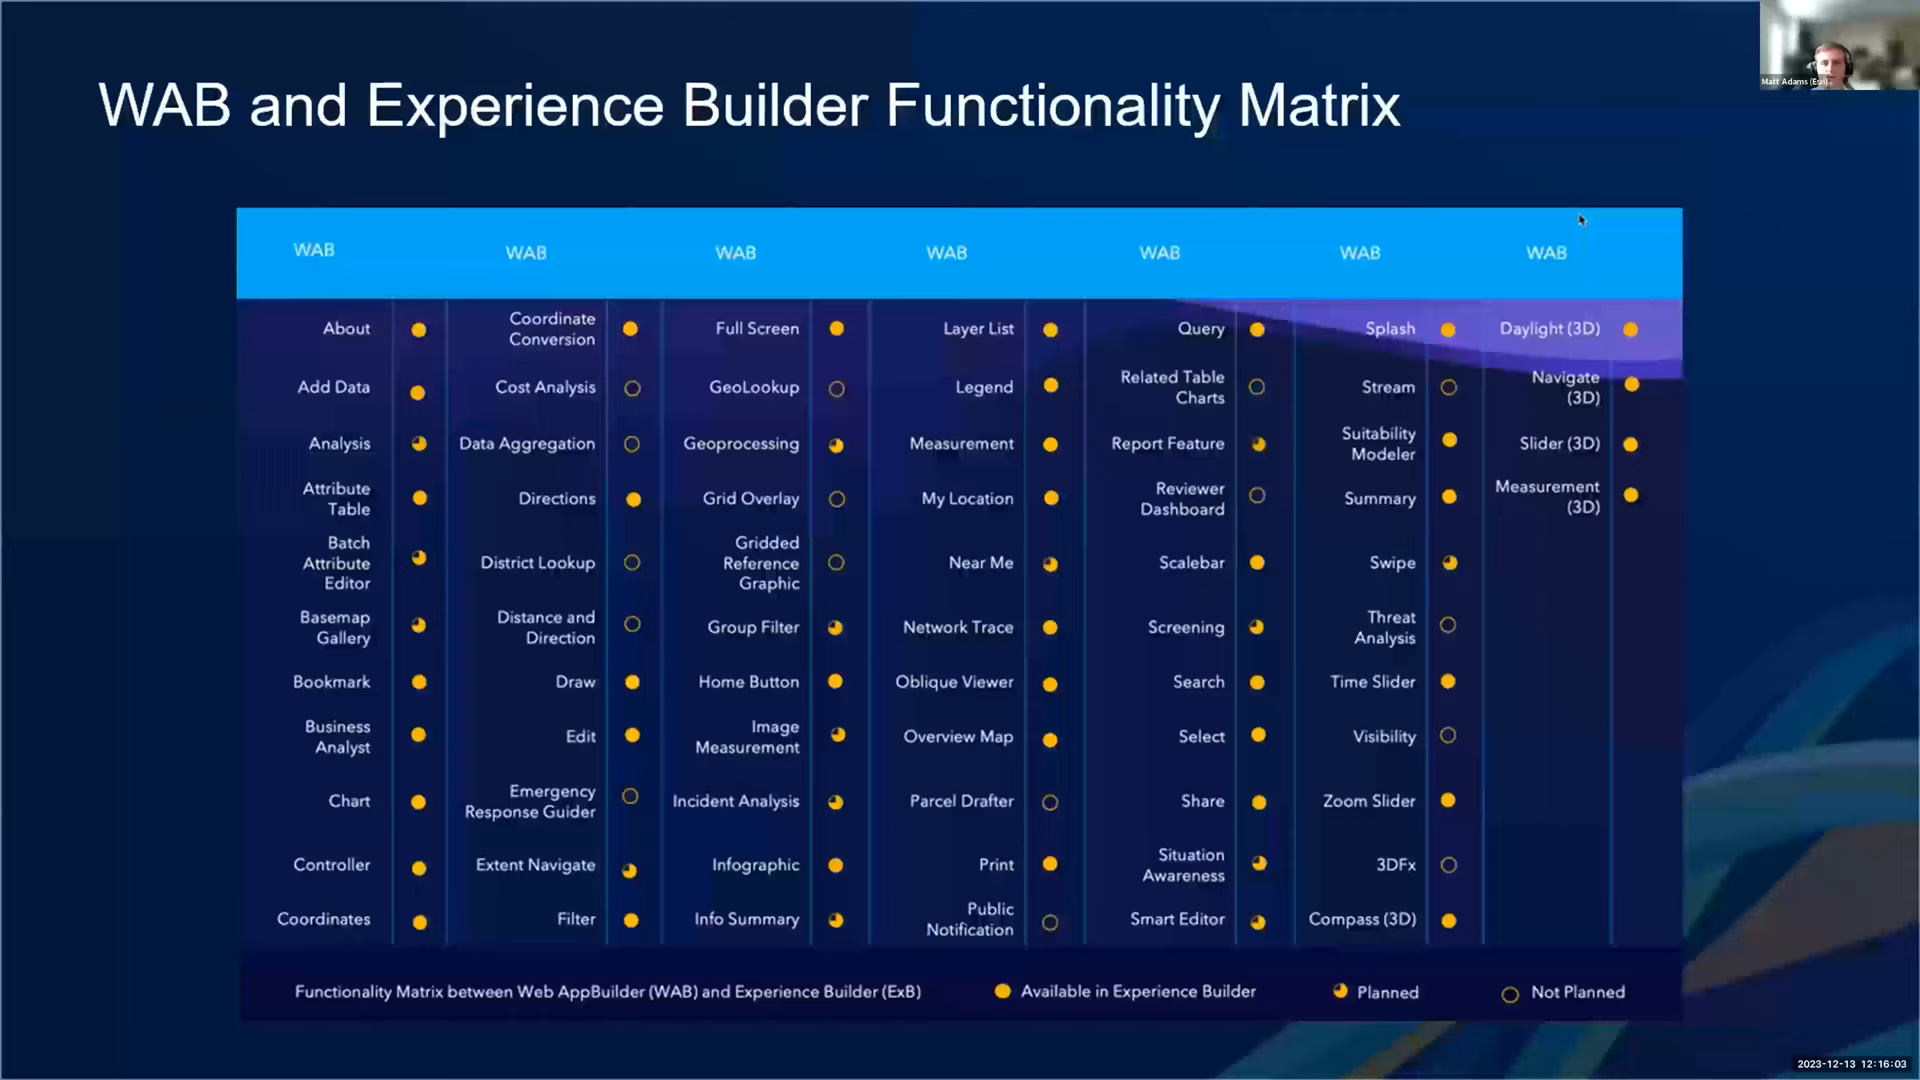 WAB and Experience Builder Functionality Matrix
Matt Adams (Esri)
WAB WAB WAB WAB WAB WAB WAB
About
Coordinate
Conversion
Full Screen
Layer List
Query
Splash
Daylight (3D)
Add Data
Cost Analysis
GeoLookup
Legend
Related Table
Charts
Stream
Navigate
(3D)
Analysis
Data Aggregation
Geoprocessing
Measurement
Report Feature
Suitability
Modeler
Slider (3D)
Attribute
Table
Directions
Grid Overlay
My Location
Reviewer
Dashboard
Summary
Measurement
(3D)
Batch
Attribute
Editor
District Lookup
Gridded
Reference
Graphic
Near Me
Scalebar
Swipe
Basemap
Gallery
Distance and
Direction
Group Filter
Network Trace
Screening
Threat
Analysis
Bookmark
Draw
Home Button
Oblique Viewer
Search
Time Slider
Business
Analyst
Edit
Image
Measurement
Overview Map
Select
Visibility
Chart
Emergency
Response Guider
Incident Analysis
Parcel Drafter
Share
Zoom Slider
Controller
Extent Navigate
Infographic
Print
Situation
Awareness
3DFx
Coordinates
Filter
Info Summary
Public
Notification
Smart Editor
Compass (3D)
Functionality Matrix between Web AppBuilder (WAB) and Experience Builder (ExB)
Available in Experience Builder
Planned
Not Planned
2023-12-13 12:16:03